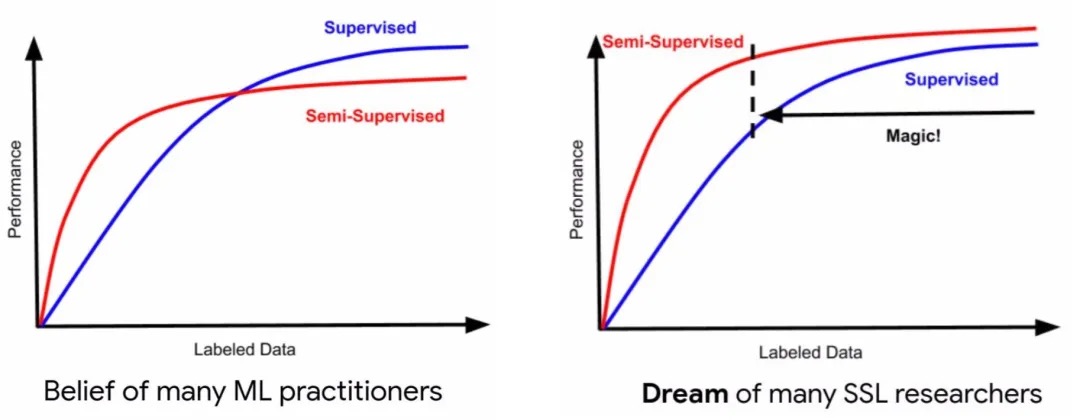 Supervised
Semi-Supervised
Performance
Labeled Data
Belief of many ML practitioners
Semi-Supervised
Supervised
Magic!
Performance
Labeled Data
Dream of many SSL researchers